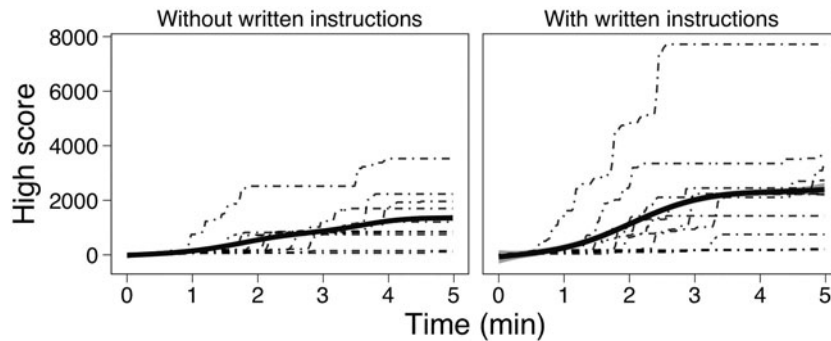 Without written instructions
With written instructions
High score
8000
6000
4000
2000
0
0 1 2 3 4 5
0 1 2 3 4 5
Time (min)